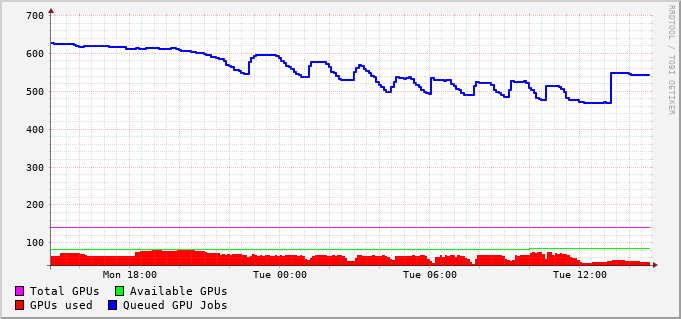 700
600
500
400
300
200
100
Mon 18:00 Tue 00:00 Tue 06:00 Tue 12:00
Total GPUs Available GPUs
GPUs used Queued GPU Jobs
RRDTOOL / TOBI OETIKER